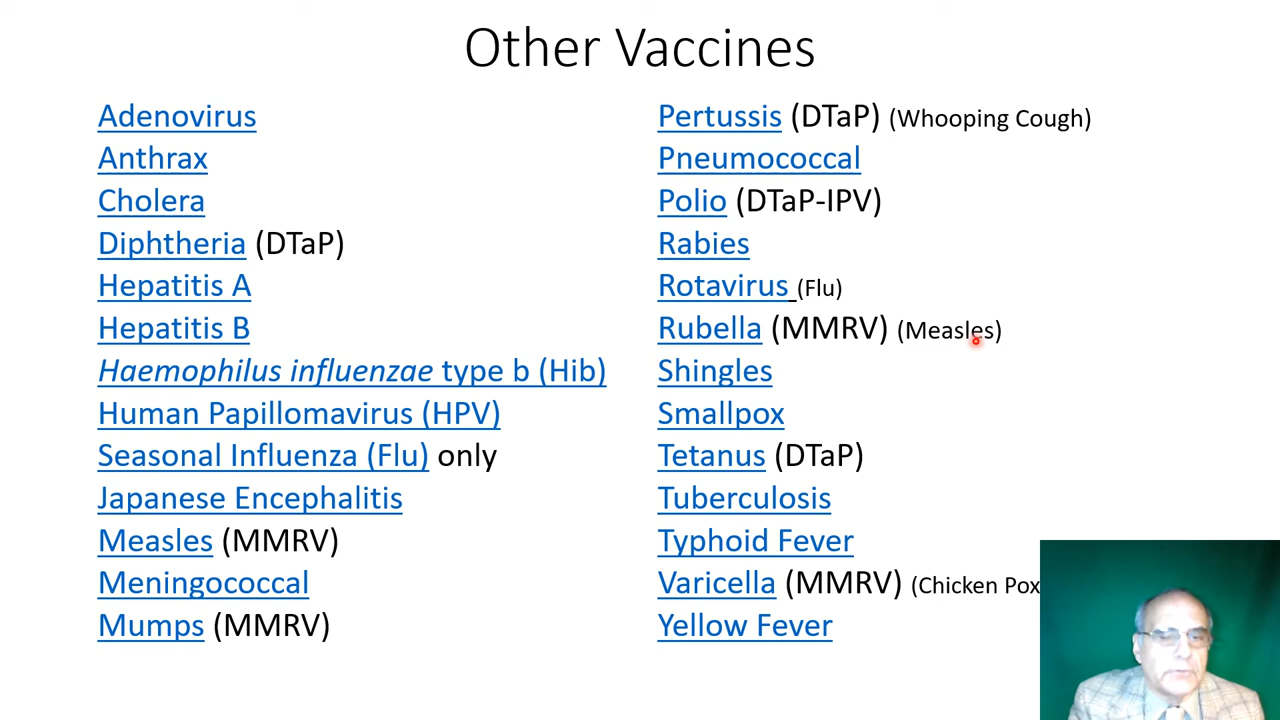 Other Vaccines
Adenovirus
Anthrax
Cholera
Diphtheria (DTaP)
Hepatitis A
Hepatitis B
Haemophilus influenzae type b (Hib)
Human Papillomavirus (HPV)
Seasonal Influenza (Flu) only
Japanese Encephalitis
Measles (MMRV)
Meningococcal
Mumps (MMRV)
Pertussis (DTaP) (Whooping Cough)
Pneumococcal
Polio (DTaP-IPV)
Rabies
Rotavirus (Flu)
Rubella (MMRV) (Measles)
Shingles
Smallpox
Tetanus (DTaP)
Tuberculosis
Typhoid Fever
Varicella (MMRV) (Chicken Pox
Yellow Fever